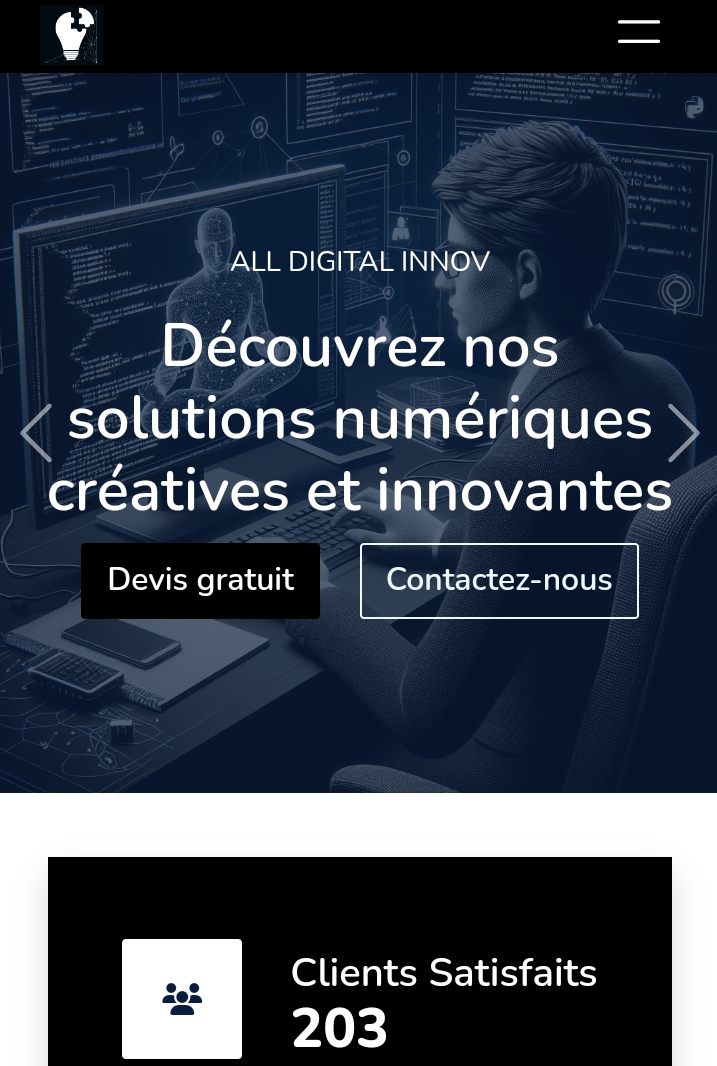 ALL DIGITAL INNOV
Découvrez nos
solutions numériques
créatives et innovantes
Devis gratuit
Contactez-nous
Clients Satisfaits
203